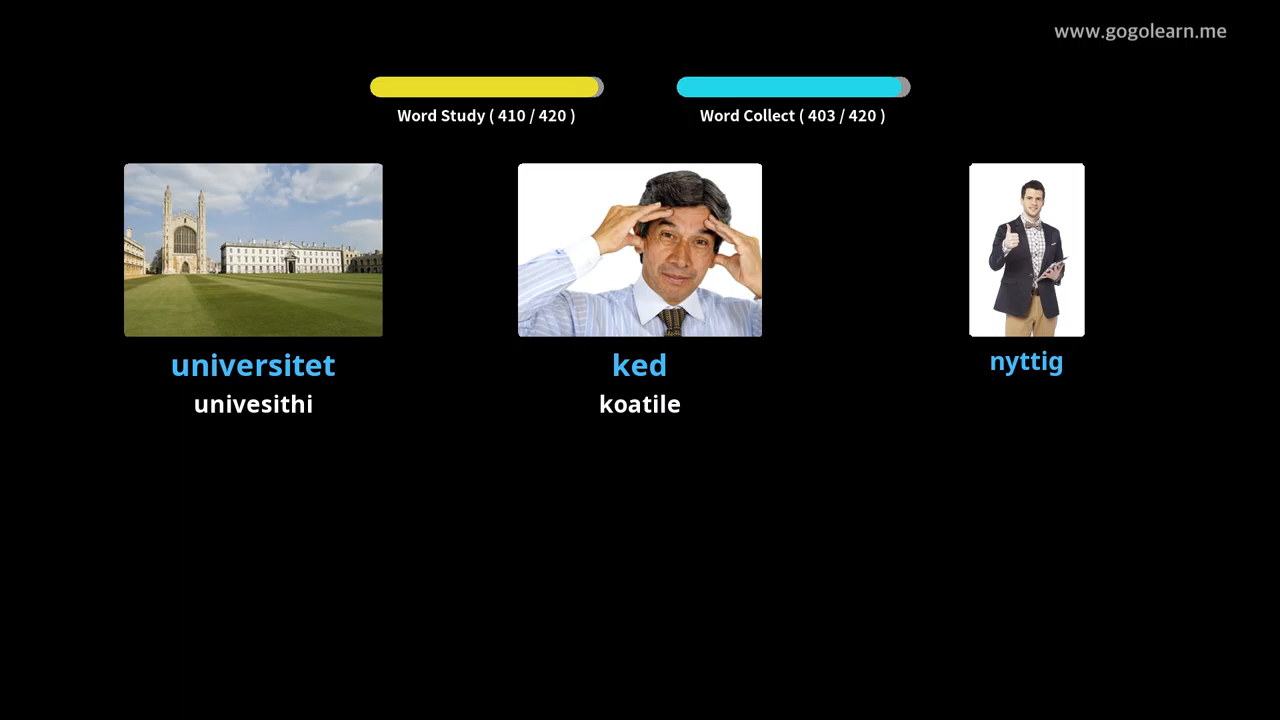 www.gogolearn.me
Word Study ( 410 / 420 )
Word Collect ( 403 / 420 )
universitet
univesithi
ked
koatile
nyttig